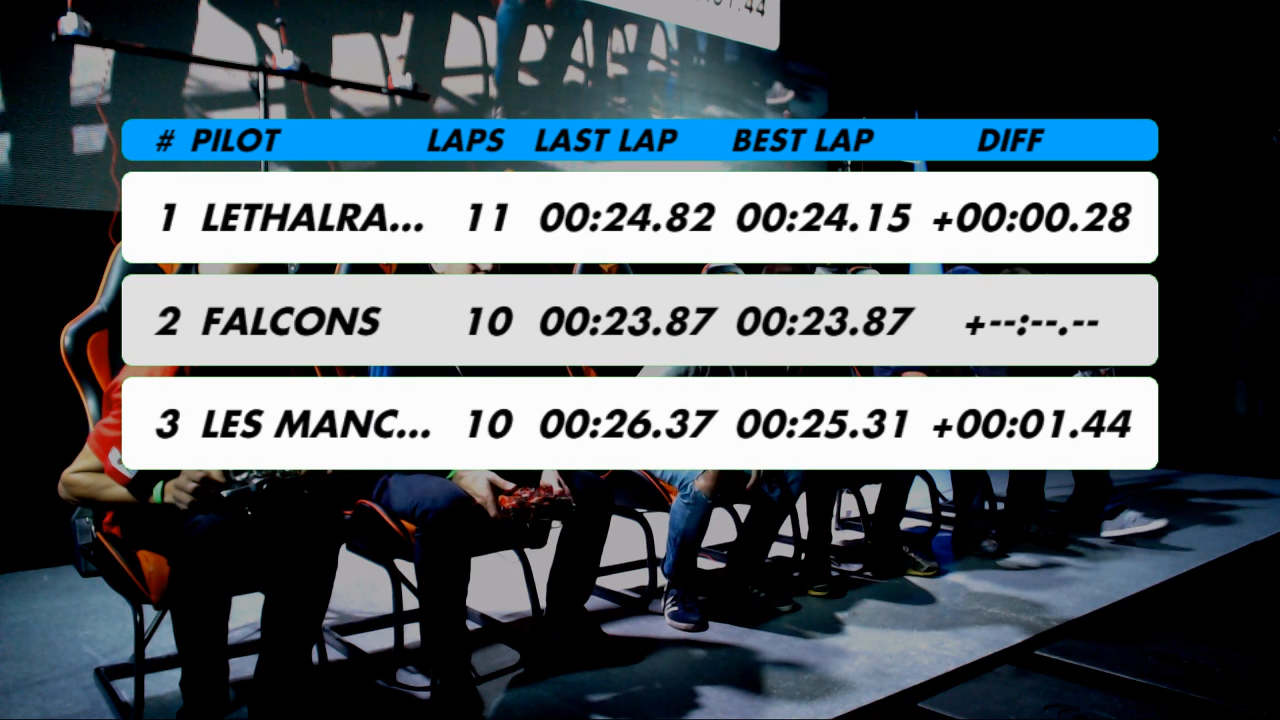 01.44
# PILOT LAPS LAST LAP BEST LAP DIFF
1 LETHALRA... 11 00:24.82 00:24.15 +00:00.28
2 FALCONS 10 00:23.87 00:23.87 +--:--.--
3 LES MANC... 10 00:26.37 00:25.31 +00:01.44